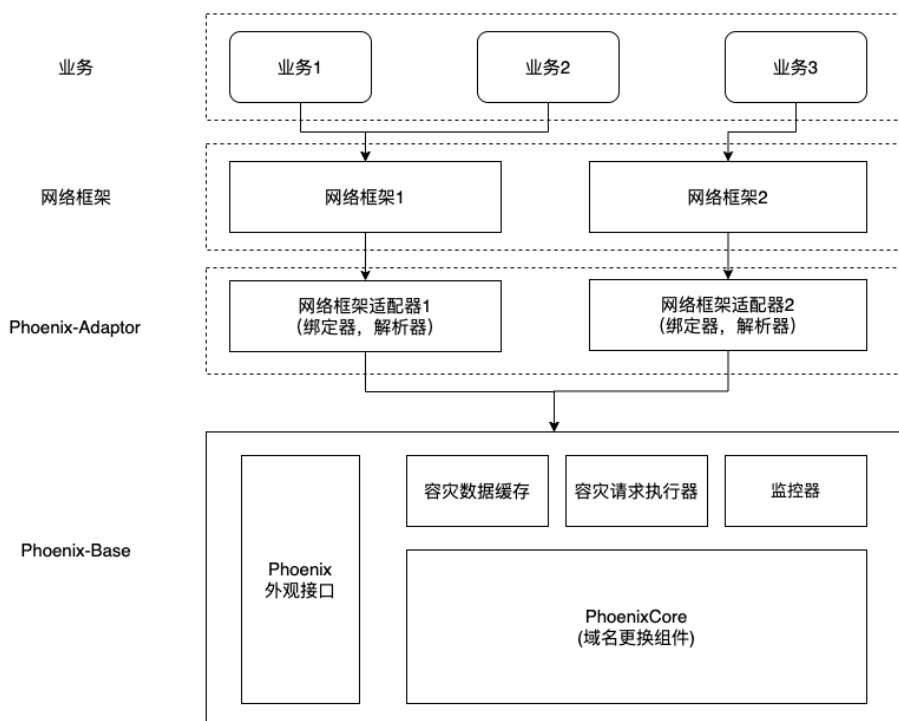 业务
业务1
业务2
业务3
网络框架
网络框架1
网络框架2
Phoenix-Adaptor
网络框架适配器1
（绑定器，解析器）
网络框架适配器2
（绑定器，解析器）
Phoenix-Base
Phoenix
外观接口
容灾数据缓存
容灾请求执行器
监控器
PhoenixCore
(域名更换组件)